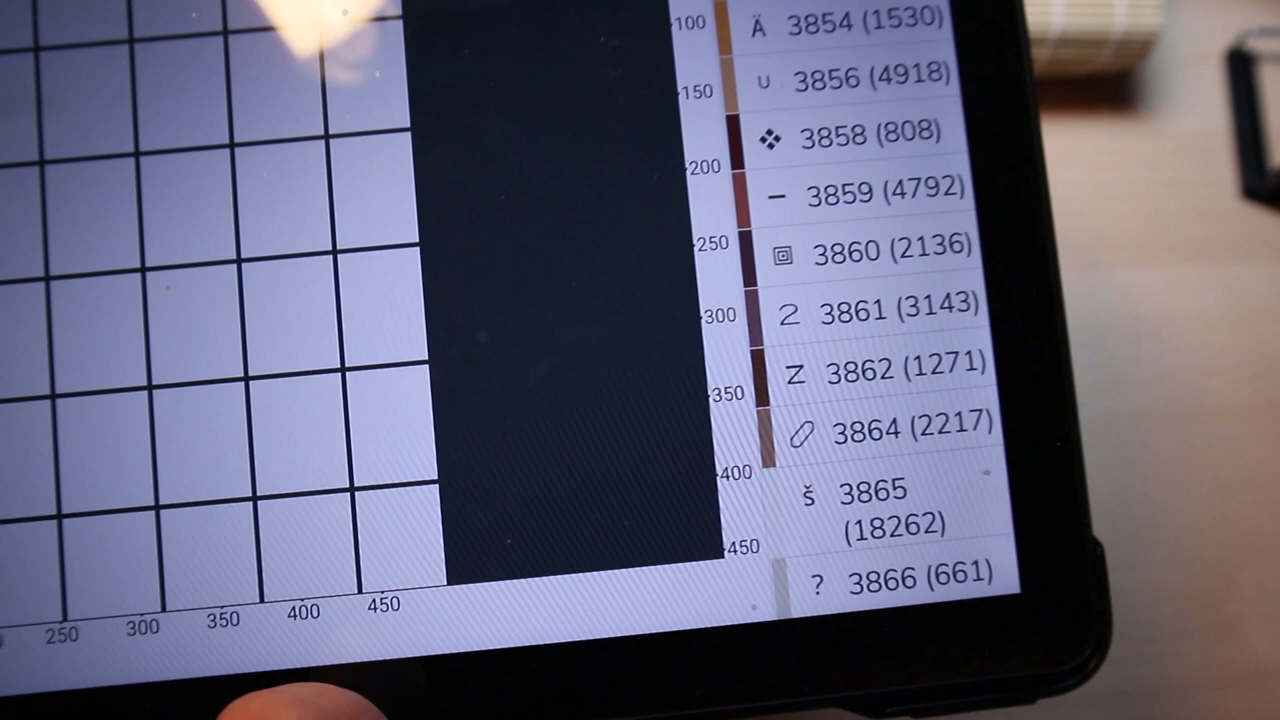 100
150
200
250
300
350
400
450
Ä 3854 (1530)
∪ 3856 (4918)
❖ 3858 (808)
– 3859 (4792)
3860 (2136)
2 3861 (3143)
Z 3862 (1271)
3864 (2217)
š 3865
(18262)
? 3866 (661)
250 300 350 400 450